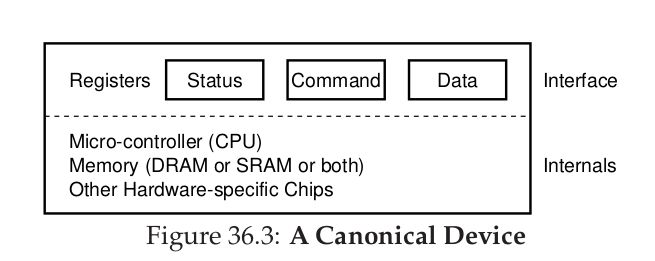 Registers Status Command Data Interface
Micro-controller (CPU)
Memory (DRAM or SRAM or both) Internals
Other Hardware-specific Chips
Figure 36.3: A Canonical Device